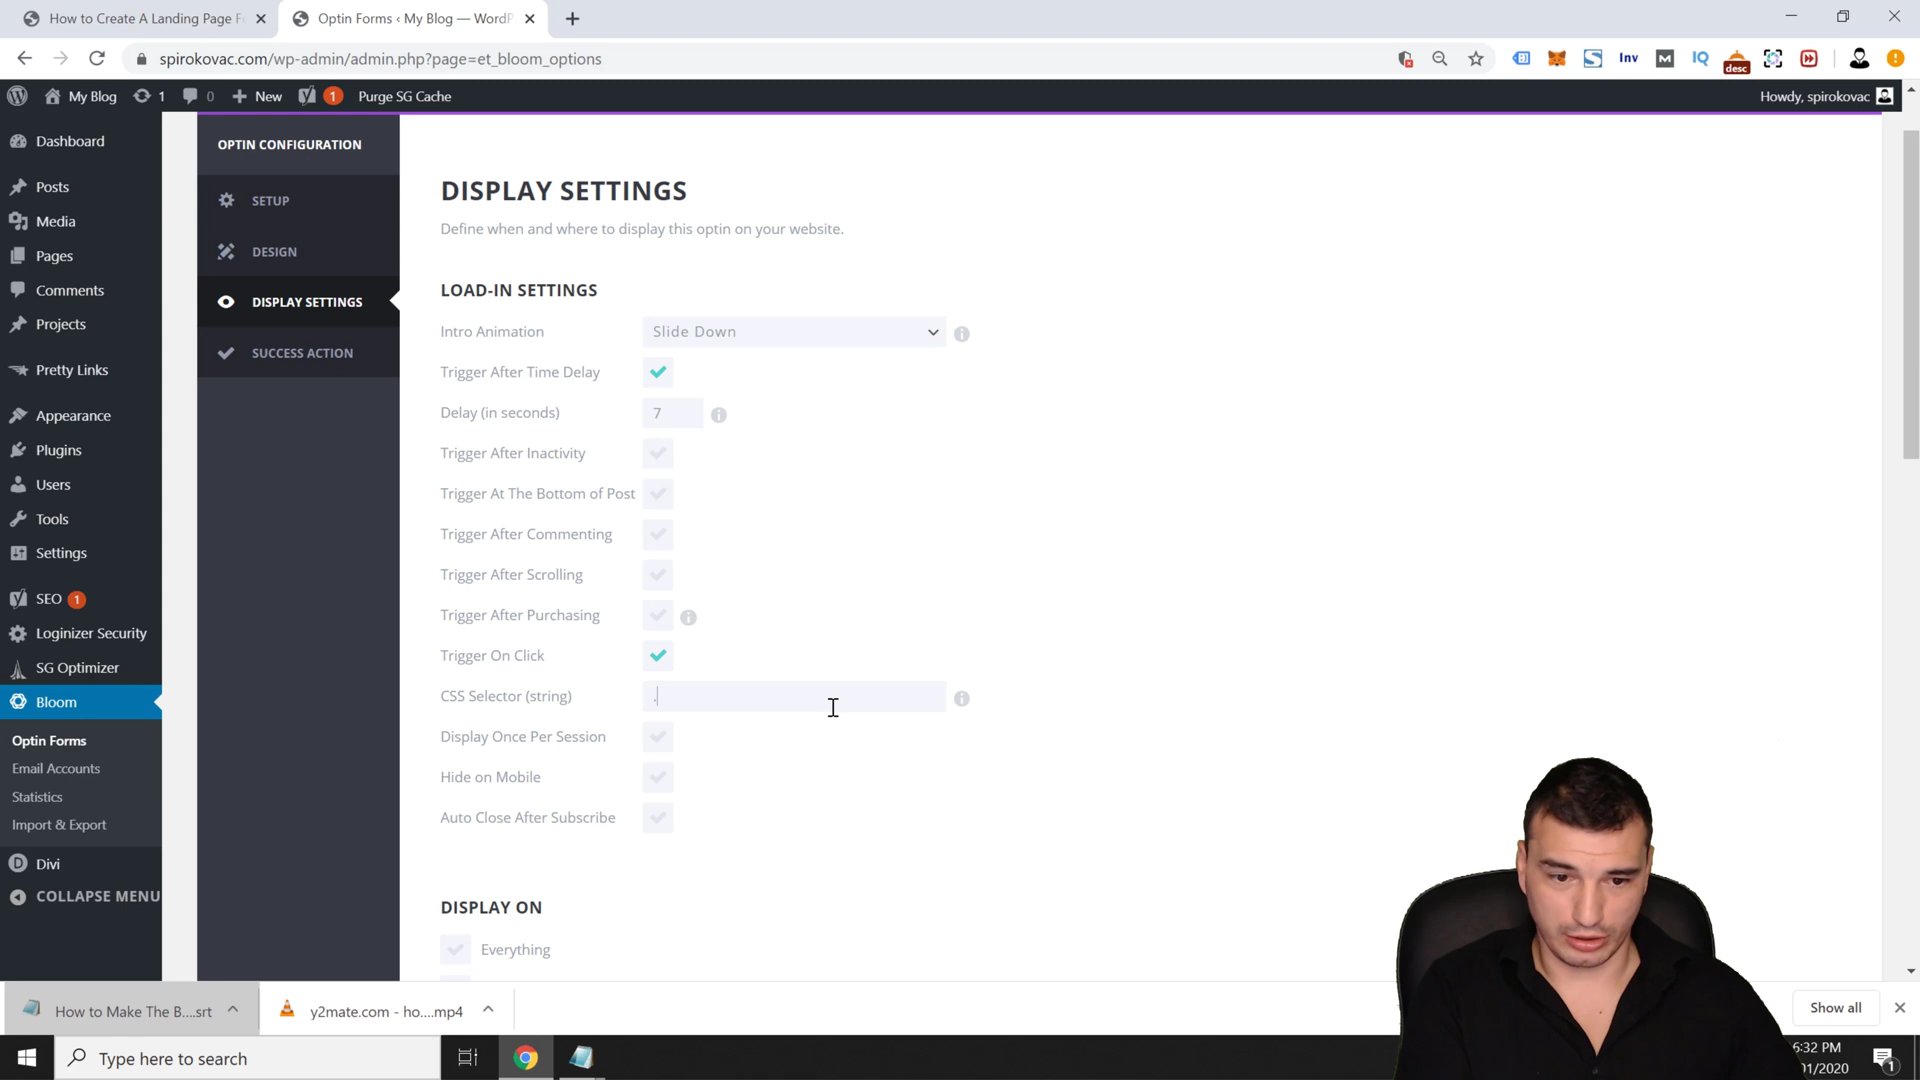 How to Create A Landing Page F
Optin Forms ‹ My Blog — WordP
spirokovac.com/wp-admin/admin.php?page=et_bloom_options
Inv
M
IQ
desc
My Blog
1
0
New
1
Purge SG Cache
Howdy, spirokovac
Dashboard
Posts
Media
Pages
Comments
Projects
Pretty Links
Appearance
Plugins
Users
Tools
Settings
SEO 1
Loginizer Security
SG Optimizer
Bloom
Optin Forms
Email Accounts
Statistics
Import & Export
D Divi
COLLAPSE MENU
OPTIN CONFIGURATION
SETUP
DESIGN
DISPLAY SETTINGS
SUCCESS ACTION
DISPLAY SETTINGS
Define when and where to display this optin on your website.
LOAD-IN SETTINGS
Intro Animation
Slide Down
Trigger After Time Delay
Delay (in seconds)
7
Trigger After Inactivity
Trigger At The Bottom of Post
Trigger After Commenting
Trigger After Scrolling
Trigger After Purchasing
Trigger On Click
CSS Selector (string)
.
Display Once Per Session
Hide on Mobile
Auto Close After Subscribe
DISPLAY ON
Everything
How to Make The B....srt
y2mate.com - ho....mp4
Show all
Type here to search
6:32 PM
01/2020
1